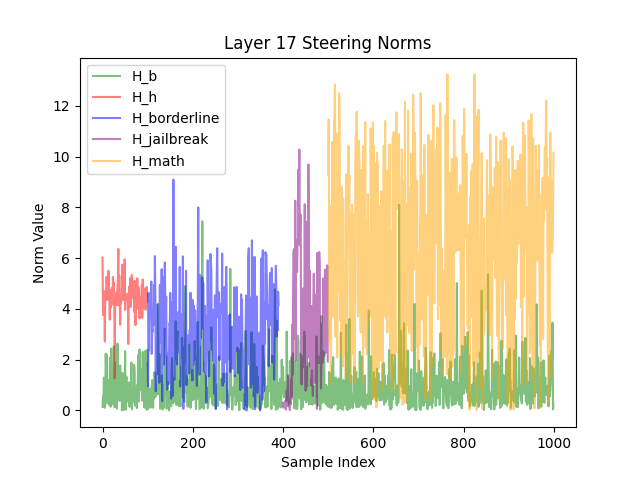 Layer 17 Steering Norms
H_b
H_h
H_borderline
H_jailbreak
H_math
Norm Value
12
10
8
6
4
2
0
0 200 400 600 800 1000
Sample Index